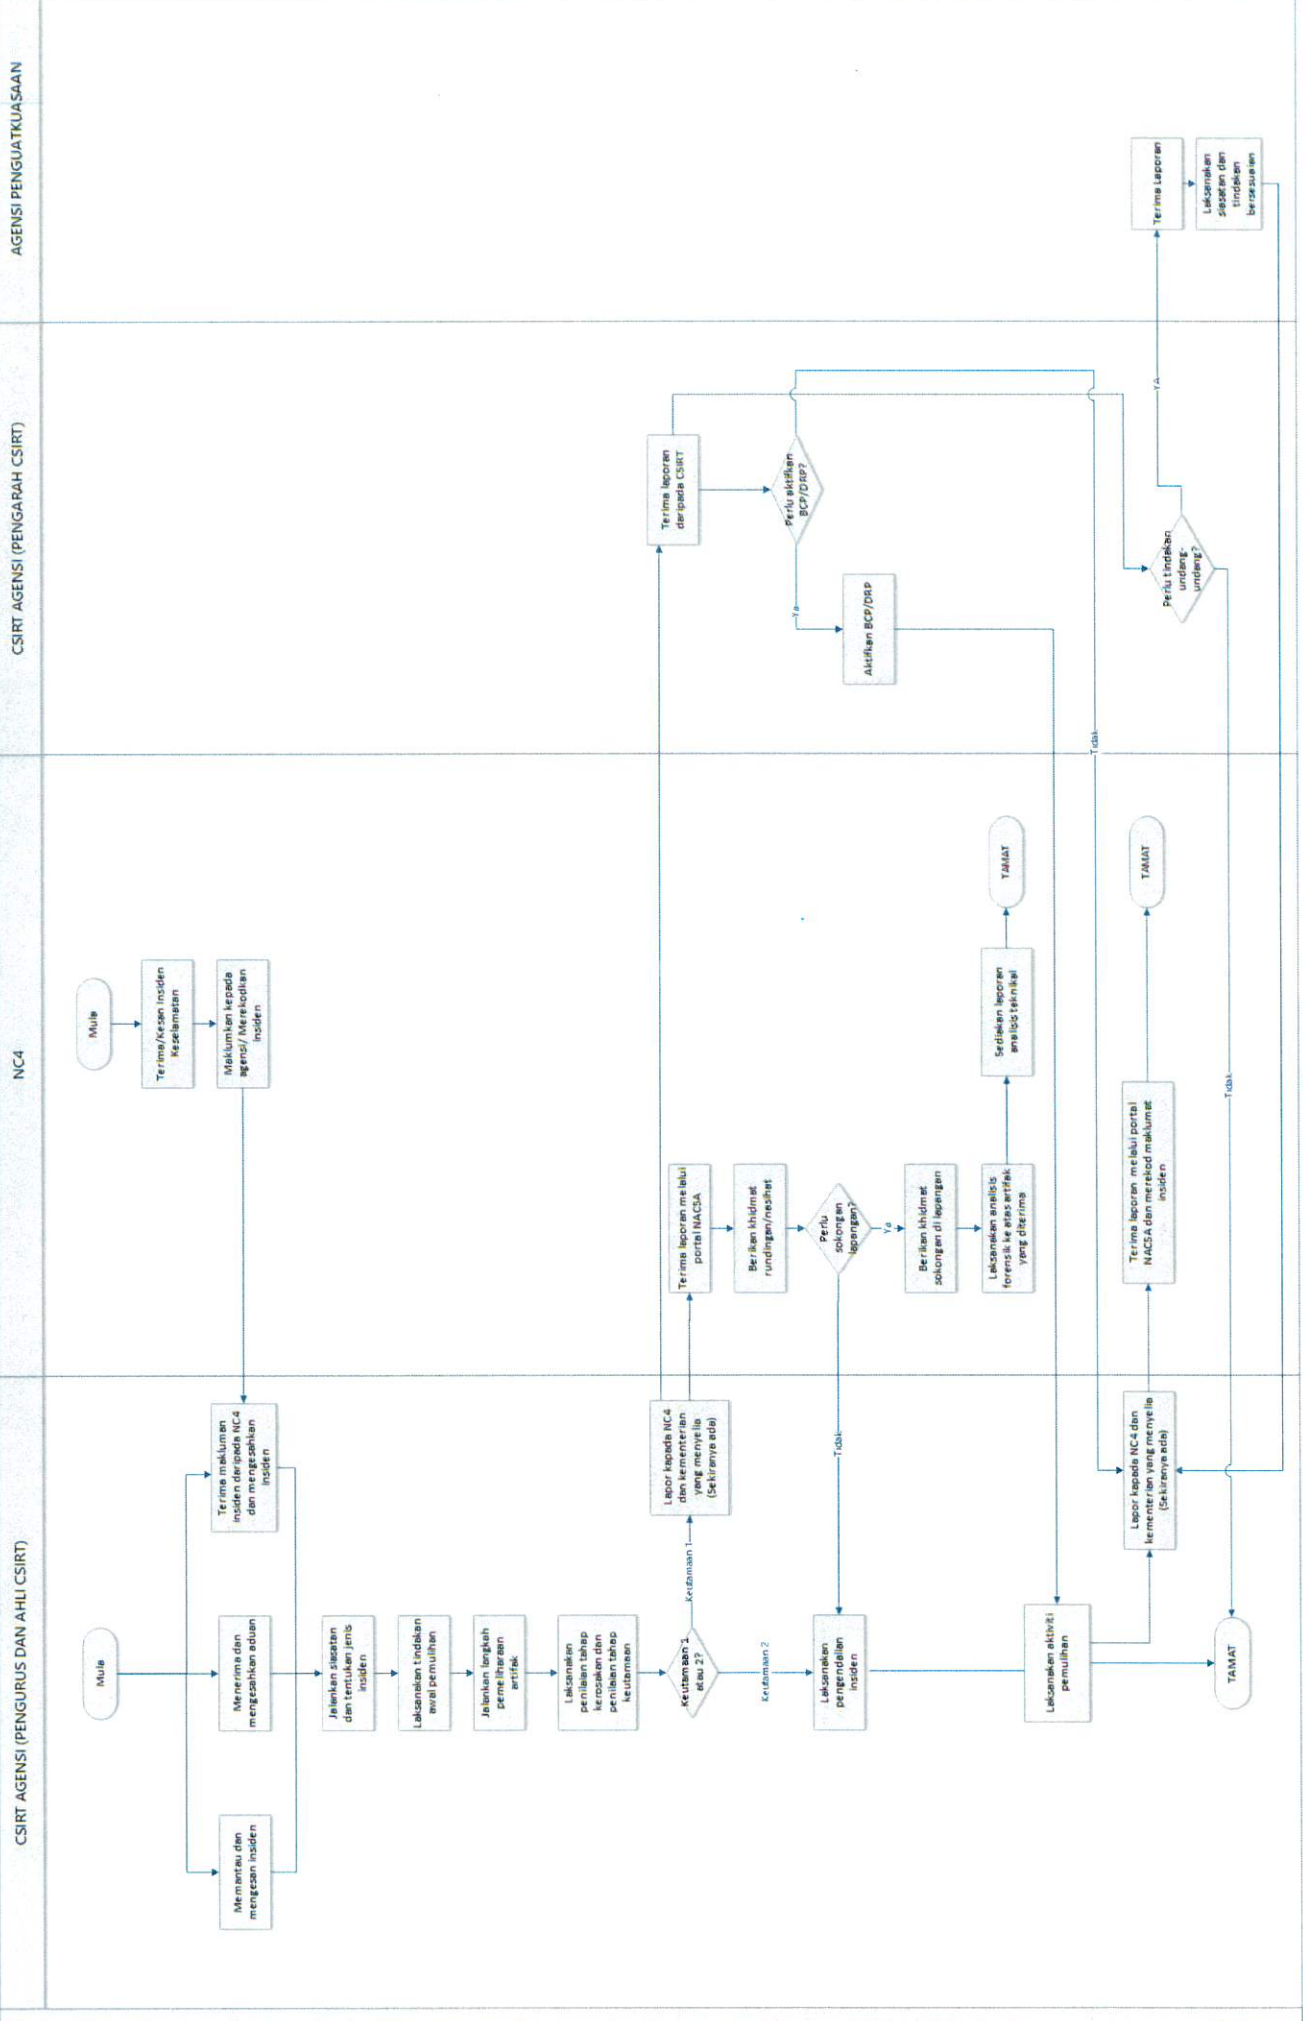 CSIRT AGENSI (PENGURUS DAN AHLI CSIRT)
NC4
CSIRT AGENSI (PENGARAH CSIRT)
AGENSI PENGUATKUASAAN
Mula
Memantau dan
mengesan insiden
Menerima dan
mengesahkan aduan
Terima makluman
insiden daripada NC4
dan mengesahkan
insiden
Jalankan siasatan
dan tentukan jenis
insiden
Laksanakan tindakan
awal pemulihan
Jalankan langkah
pemeliharaan
artifak
Laksanakan
penilaian tahap
kerosakan dan
penilaian tahap
keutamaan
Keutamaan 1
atau 2?
Keutamaan 1
Keutamaan 2
Lapor kapada NC4
dan kementerian
yang menyelia
(Sekiranya ada)
Laksanakan
pengendalian
insiden
Laksanakan aktiviti
pemulihan
Lapor kapada NC4 dan
kementerian yang menyelia
(Sekiranya ada)
TAMAT
Mula
Terima/Kesan Insiden
Keselamatan
Maklumkan kepada
agensi/ Merekodkan
insiden
Terima laporan melalui
portal NACSA
Berikan khidmat
rundingan/nasihat
Perlu
sokongan
lapangan?
Ya
Tidak
Berikan khidmat
sokongan di lapangan
Laksanakan analisis
forensik ke atas artifak
yang diterima
Sediakan laporan
analisis teknikal
TAMAT
Terima laporan melalui portal
NACSA dan merekod maklumat
insiden
TAMAT
Terima laporan
daripada CSIRT
Perlu aktifkan
BCP/DRP?
Ya
Aktifkan BCP/DRP
Tidak
Perlu tindakan
undang-
undang?
YA
Tidak
Terima Laporan
Laksanakan
siasatan dan
tindakan
bersesuaian